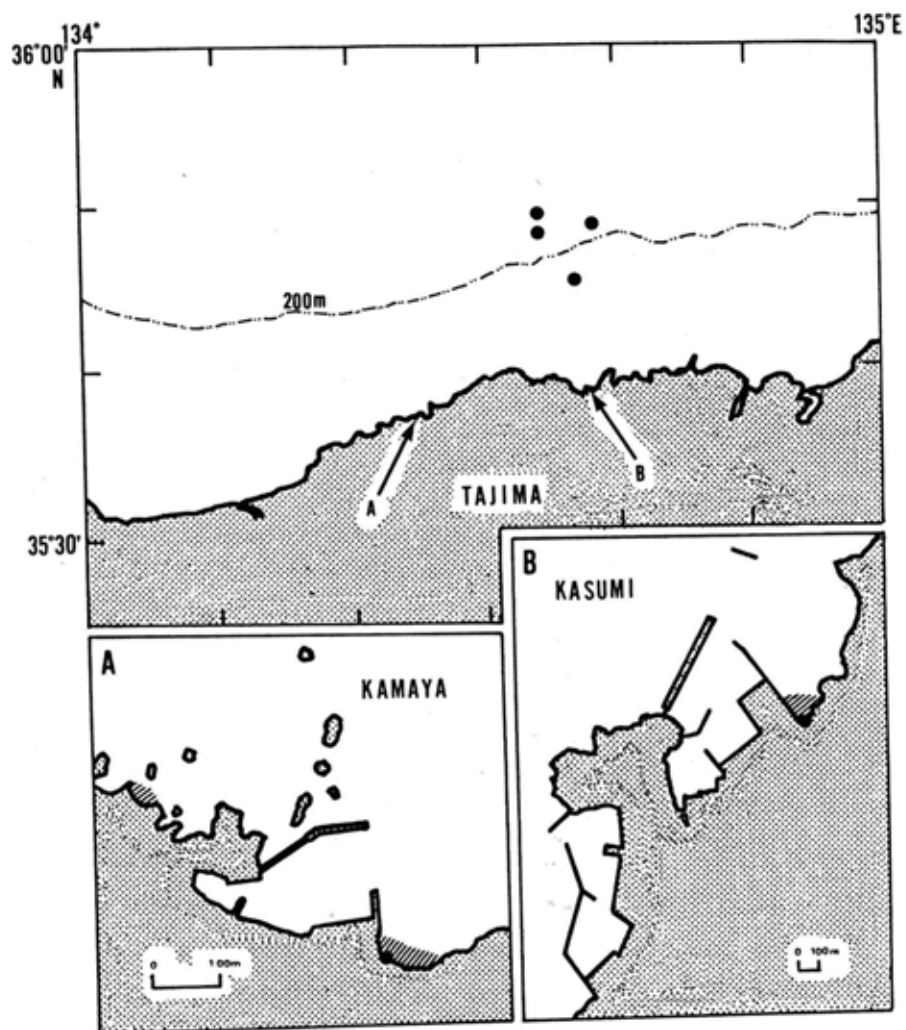 134°
135°E
36°00'
N
200m
A
B
TAJIMA
35°30'
A
KAMAYA
0 100m
B
KASUMI
0 100m